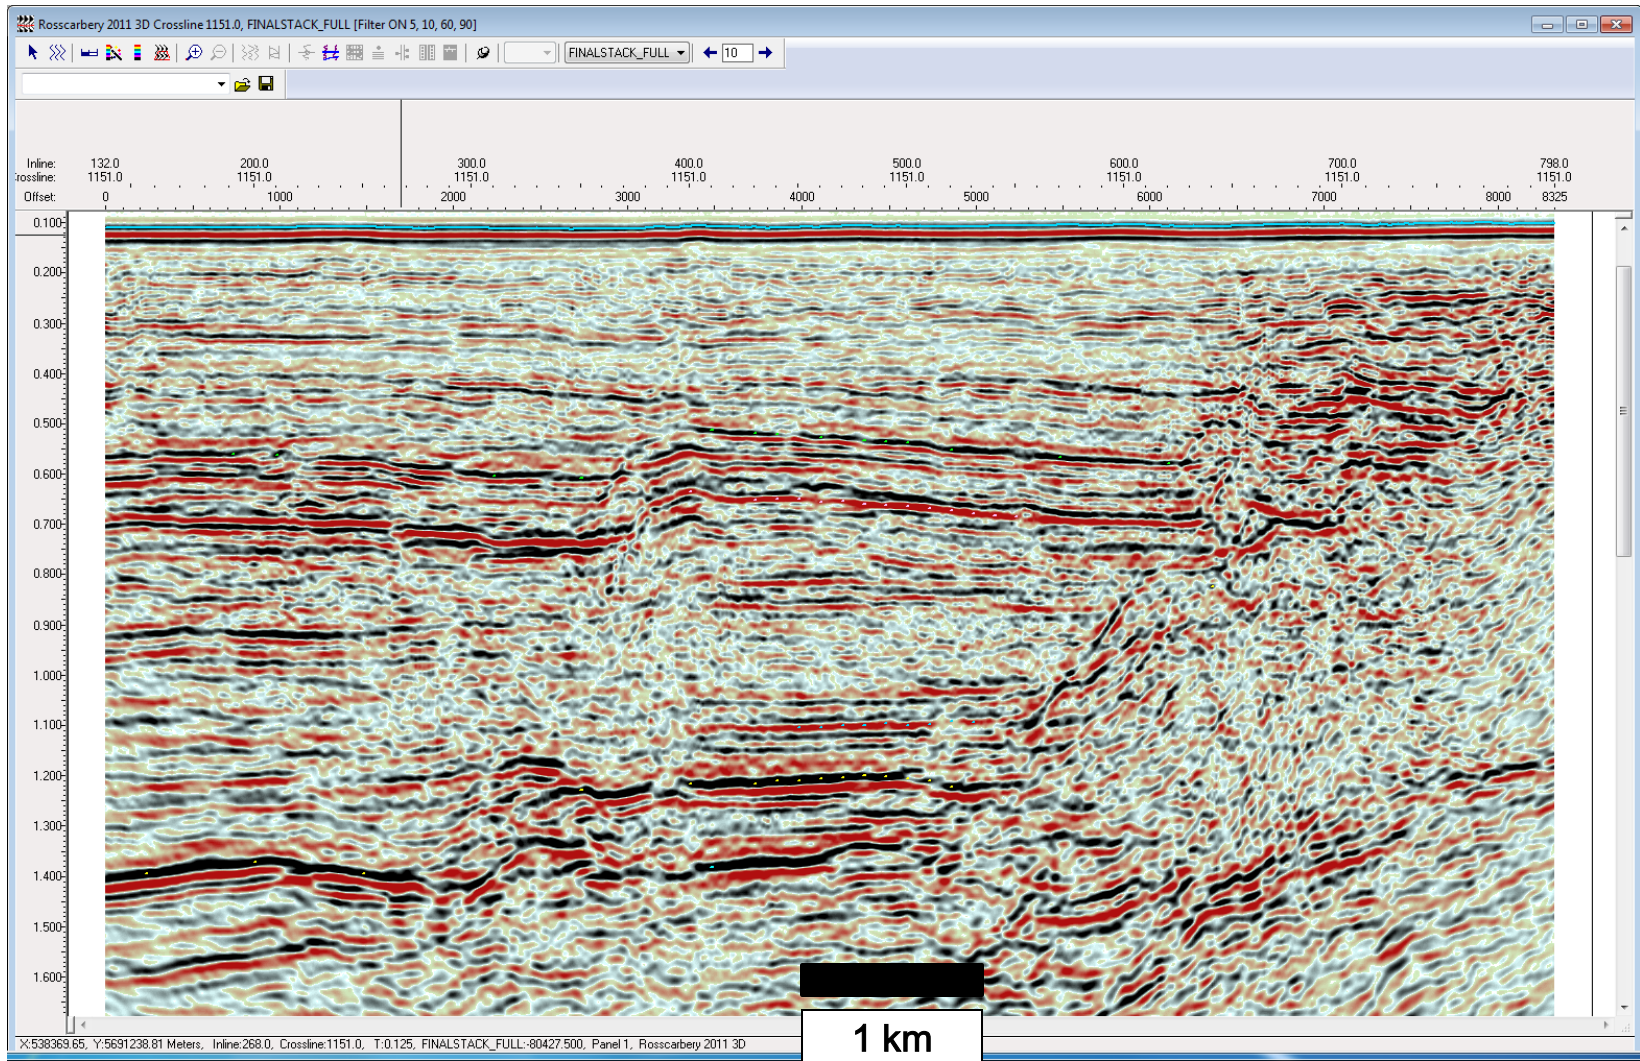 Rosscarbery 2011 3D Crossline 1151.0, FINALSTACK_FULL [Filter ON 5, 10, 60, 90]
FINALSTACK_FULL 10
Inline: 132.0 200.0 300.0 400.0 500.0 600.0 700.0 798.0
rossline: 1151.0 1151.0 1151.0 1151.0 1151.0 1151.0 1151.0 1151.0
Offset: 0 1000 2000 3000 4000 5000 6000 7000 8000 8325
0.100
0.200
0.300
0.400
0.500
0.600
0.700
0.800
0.900
1.000
1.100
1.200
1.300
1.400
1.500
1.600
1 km
X:538369.65, Y:5691238.81 Meters, Inline:268.0, Crossline:1151.0, T:0.125, FINALSTACK_FULL:-80427.500, Panel 1, Rosscarbery 2011 3D